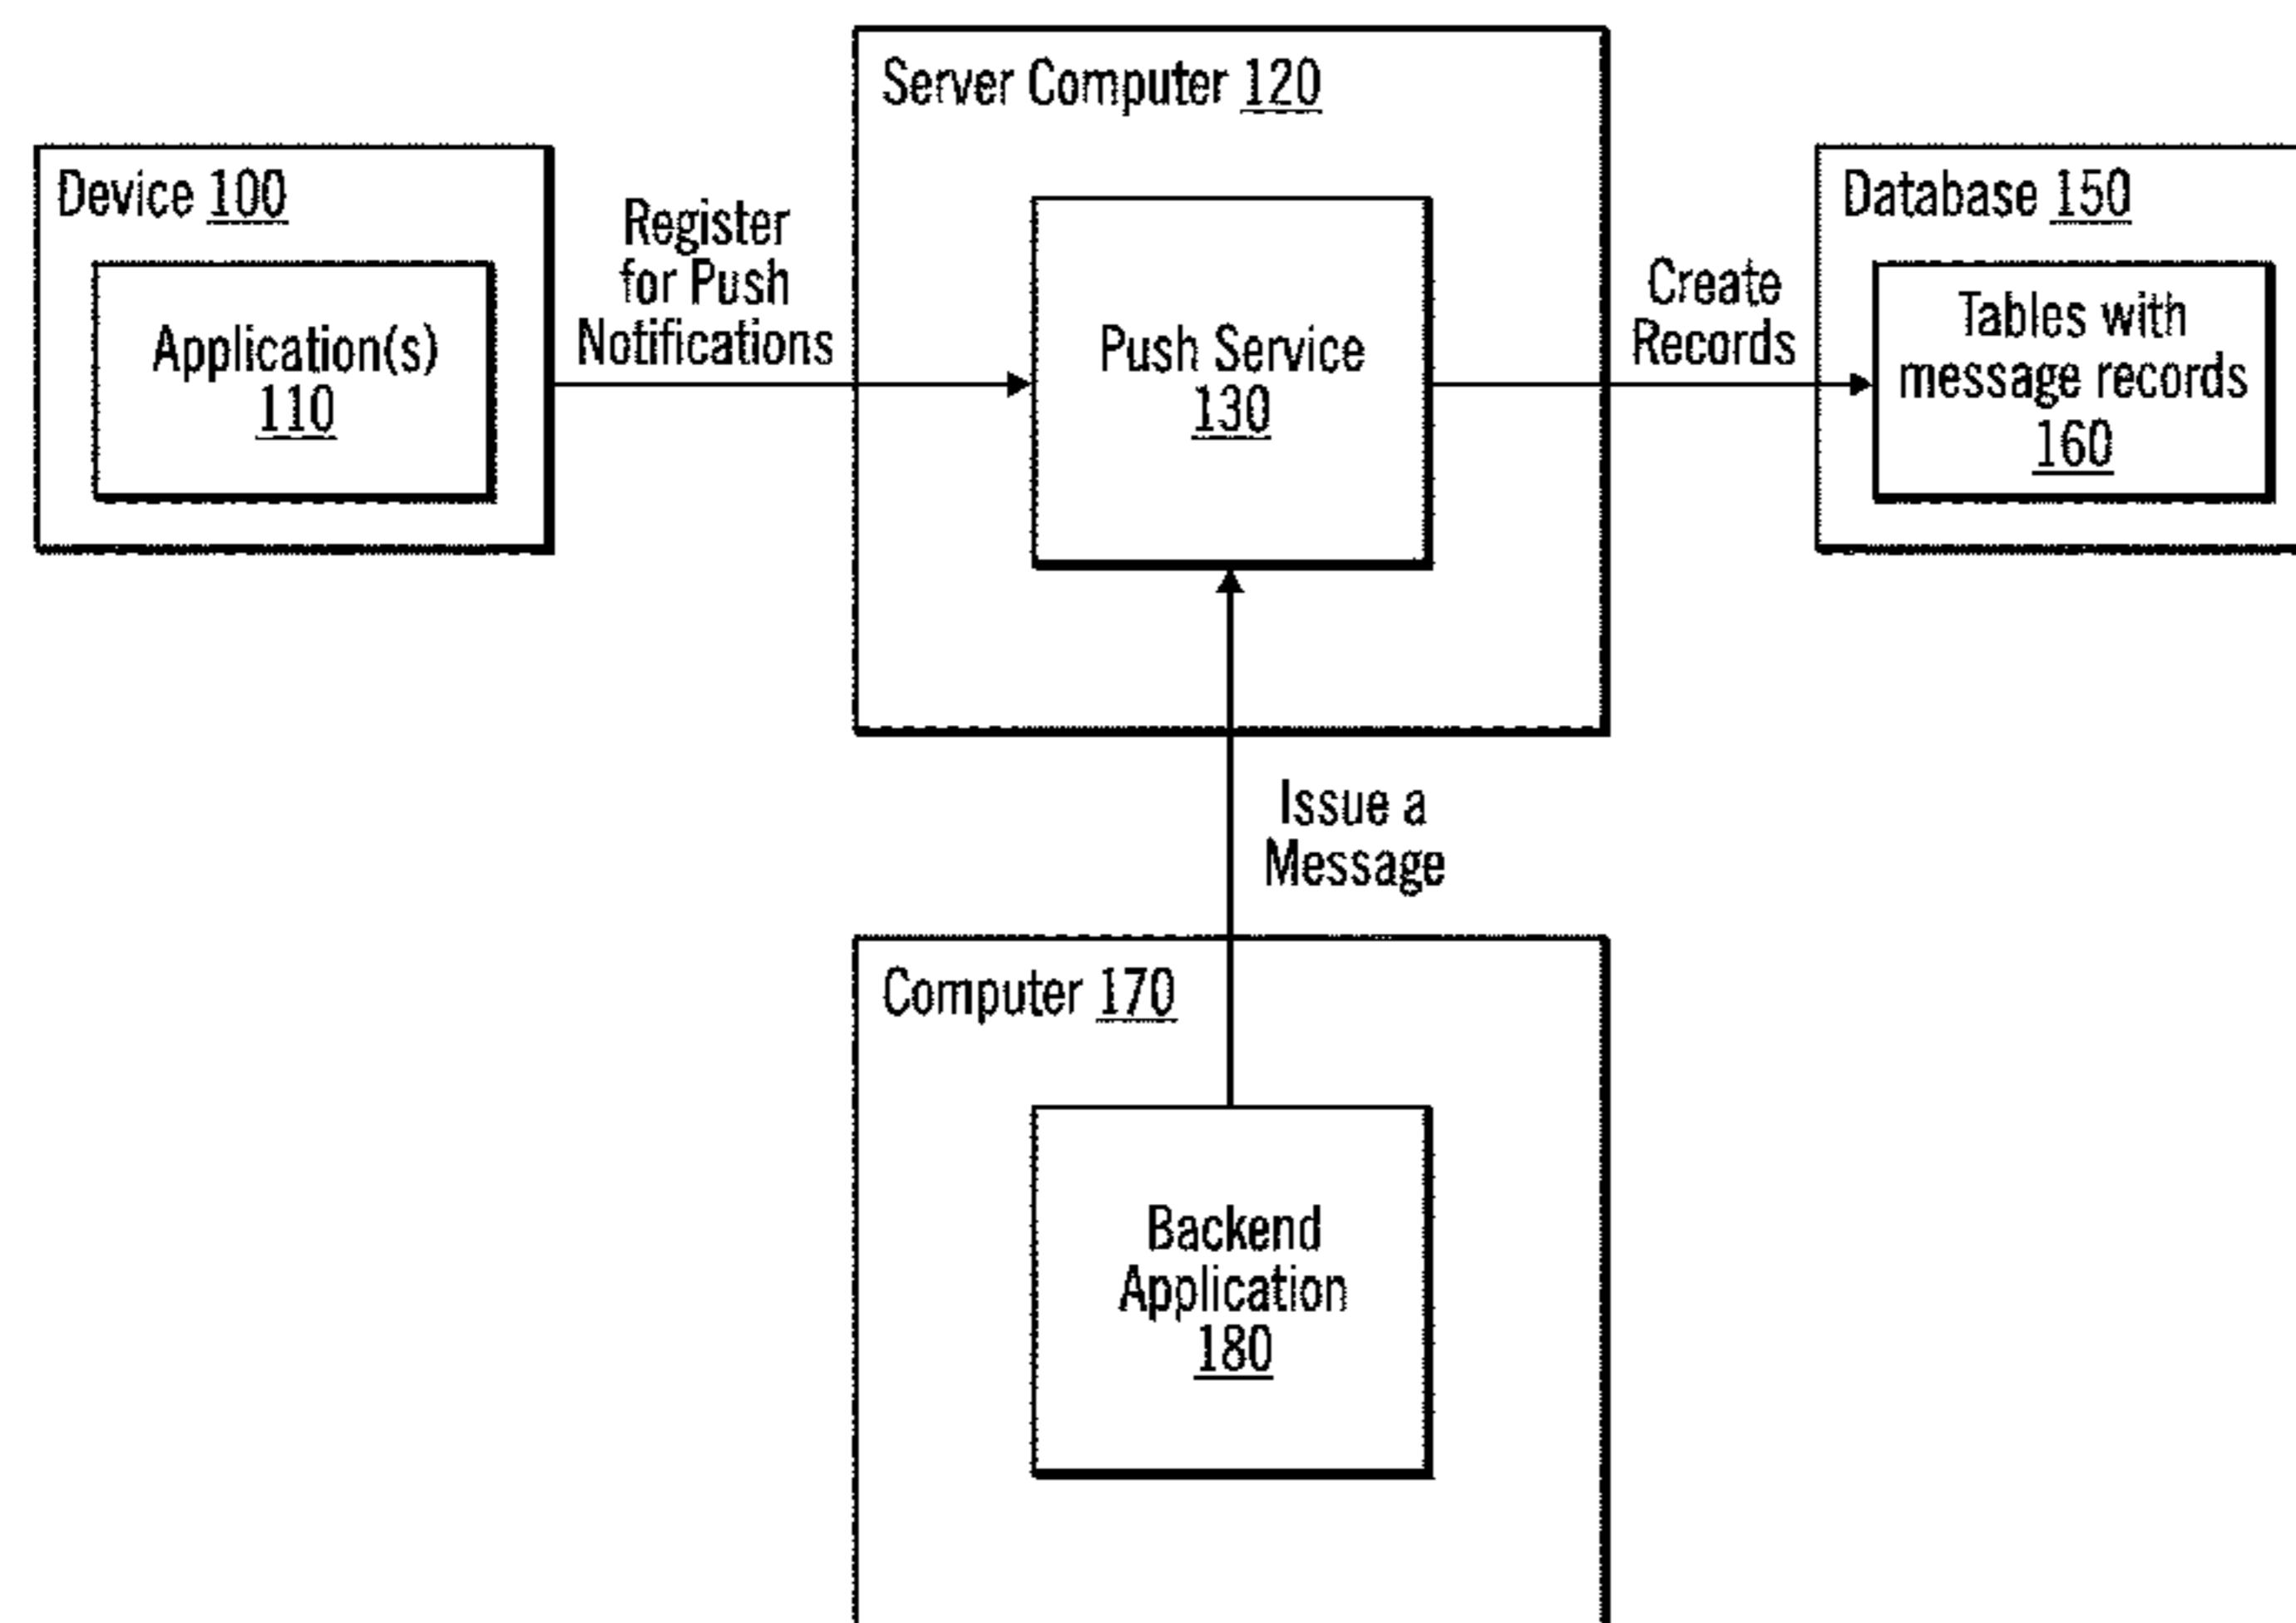 Server Computer 120
Device 100
Application(s)
110
Register
for Push
Notifications
Push Service
130
Create
Records
Database 150
Tables with
message records
160
Issue a
Message
Computer 170
Backend
Application
180